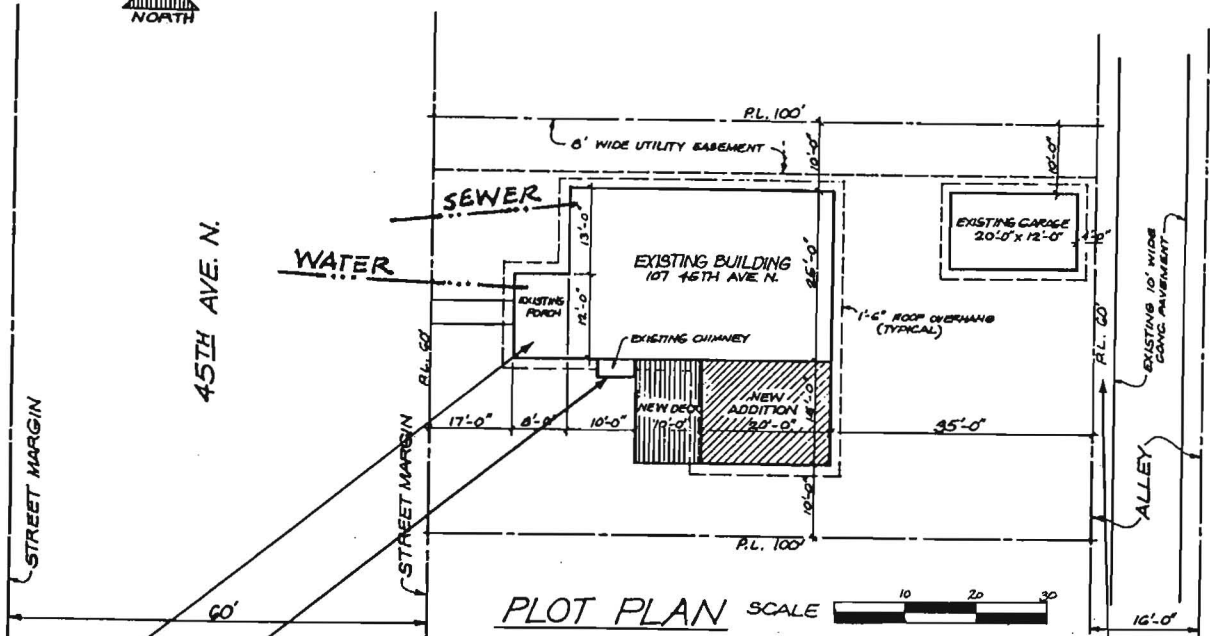 NORTH
P.L. 100'
8' WIDE UTILITY EASEMENT
10'-0"
10'-0"
SEWER
13'-0"
EXISTING GARAGE
20'-0" x 12'-0"
4'-0"
WATER
EXISTING BUILDING
107 45TH AVE. N.
25'-0"
EXISTING
PORCH
12'-0"
1'-6" ROOF OVERHANG
(TYPICAL)
EXISTING 10' WIDE
CONC. PAVEMENT
45TH AVE. N.
EXISTING CHIMNEY
P.L. 60'
P.L. 60'
NEW DECK
10'-0"
NEW
ADDITION
20'-0"
17'-0"
8'-0"
10'-0"
35'-0"
10'-0"
STREET MARGIN
STREET MARGIN
ALLEY
P.L. 100'
60'
PLOT PLAN
SCALE
10 20 30
16'-0"